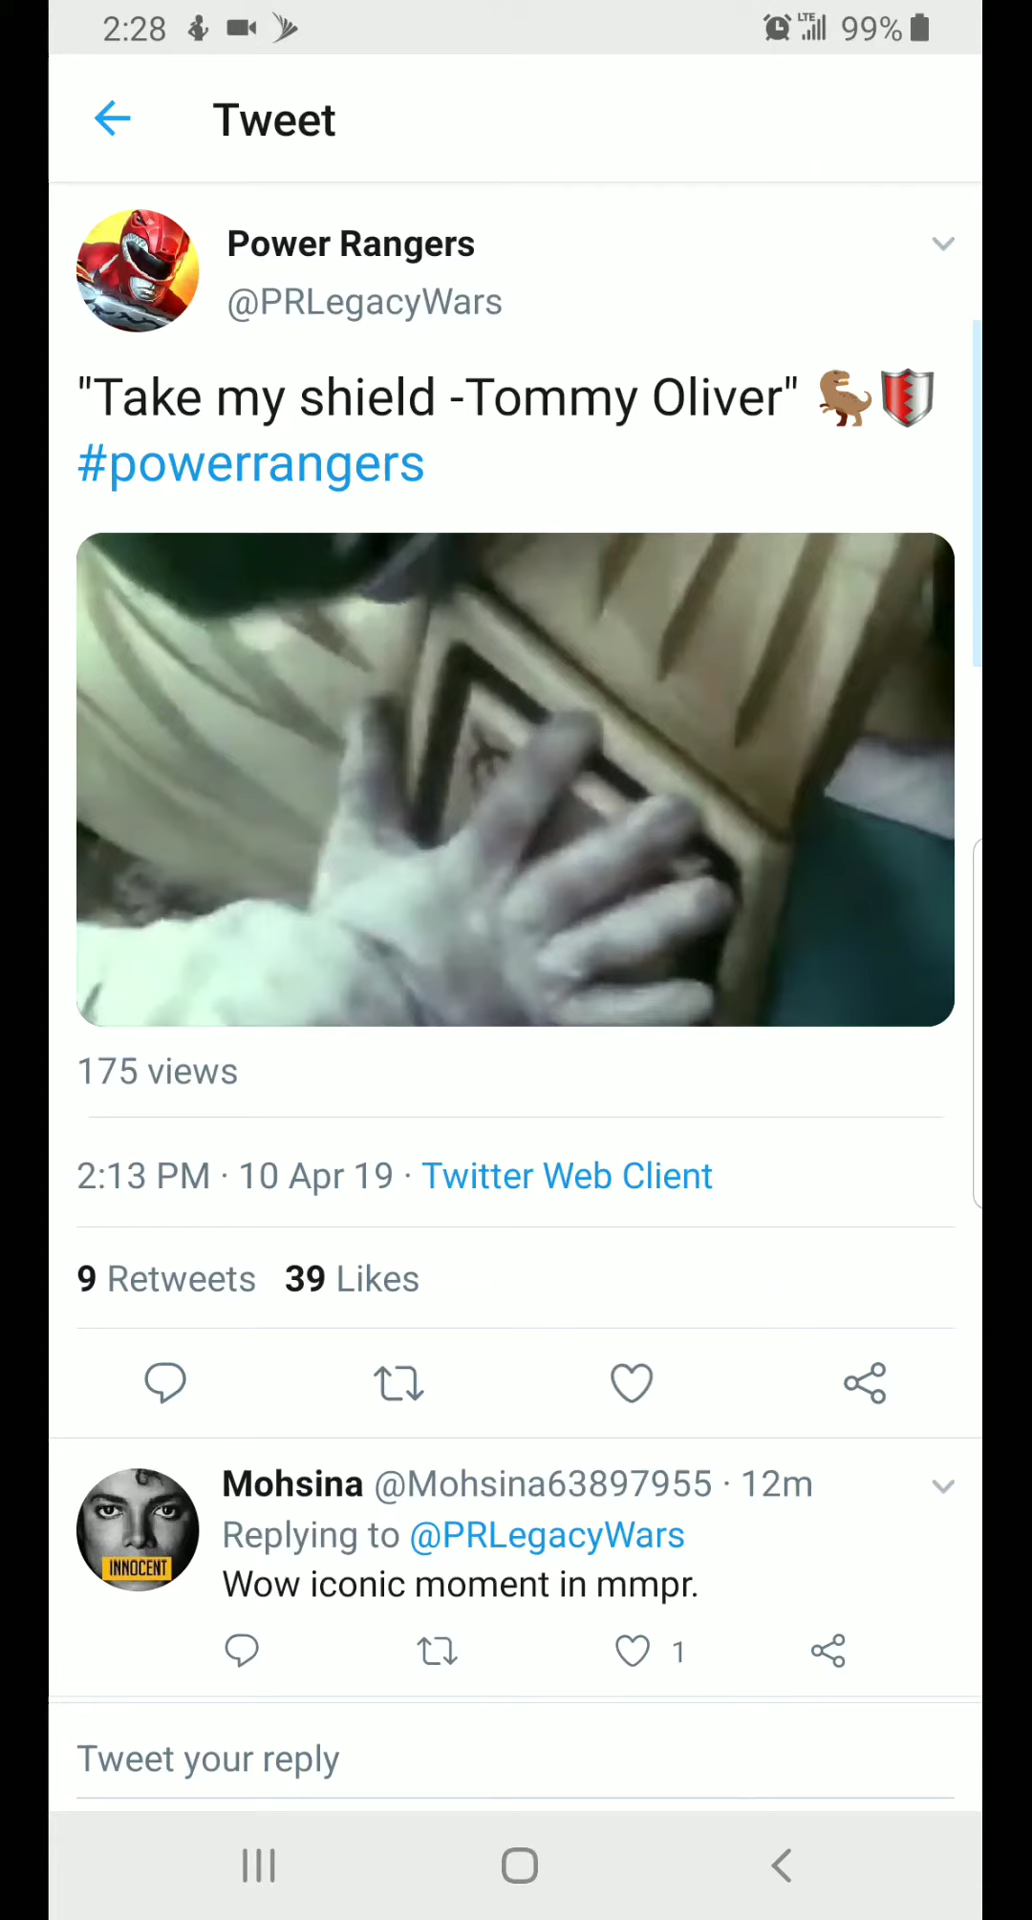 2:28 LTE 99%
Tweet
Power Rangers
@PRLegacyWars
"Take my shield -Tommy Oliver" 🦖🛡
#powerrangers
175 views
2:13 PM · 10 Apr 19 · Twitter Web Client
9 Retweets 39 Likes
Mohsina @Mohsina63897955 · 12m
Replying to @PRLegacyWars
INNOCENT
Wow iconic moment in mmpr.
1
Tweet your reply